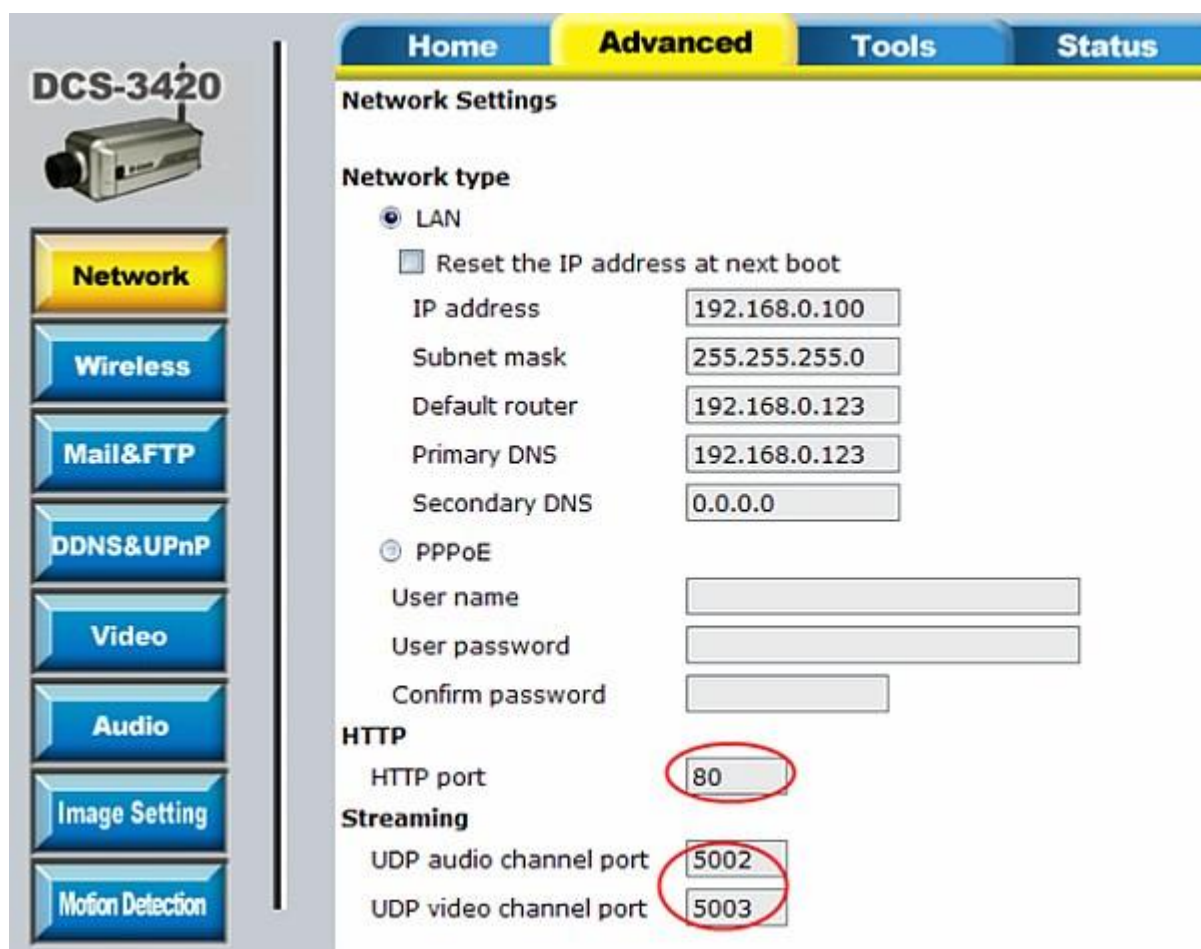 Home
Advanced
Tools
Status
DCS-3420
Network
Wireless
Mail&FTP
DDNS&UPnP
Video
Audio
Image Setting
Motion Detection
Network Settings
Network type
LAN
Reset the IP address at next boot
IP address 192.168.0.100
Subnet mask 255.255.255.0
Default router 192.168.0.123
Primary DNS 192.168.0.123
Secondary DNS 0.0.0.0
PPPoE
User name
User password
Confirm password
HTTP
HTTP port 80
Streaming
UDP audio channel port 5002
UDP video channel port 5003